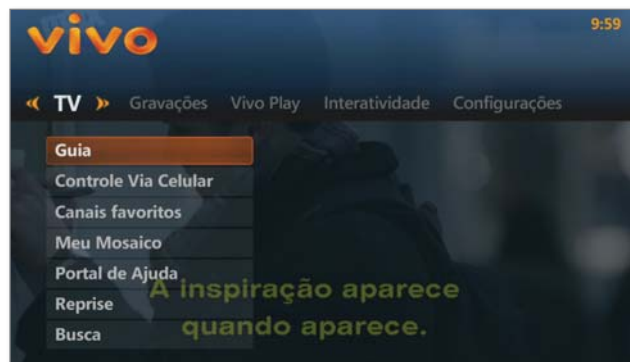 vivo
9:59
« TV » Gravações Vivo Play Interatividade Configurações
Guia
Controle Via Celular
Canais favoritos
Meu Mosaico
Portal de Ajuda
Reprise
Busca
A inspiração aparece
quando aparece.